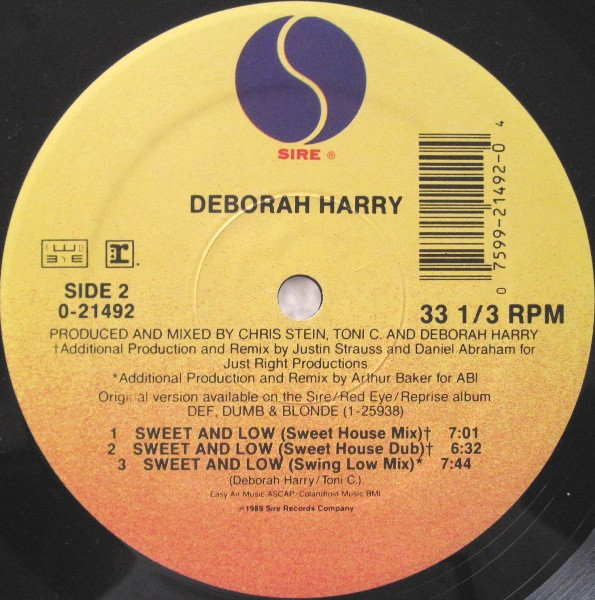 SIRE ®
DEBORAH HARRY
0 7599-21492-0 4
RED EYE
r
SIDE 2
0-21492
33 1/3 RPM
PRODUCED AND MIXED BY CHRIS STEIN, TONI C. AND DEBORAH HARRY
†Additional Production and Remix by Justin Strauss and Daniel Abraham for
Just Right Productions
*Additional Production and Remix by Arthur Baker for ABI
Original version available on the Sire/Red Eye/Reprise album
DEF, DUMB & BLONDE (1-25938)
1 SWEET AND LOW (Sweet House Mix)† 7:01
2 SWEET AND LOW (Sweet House Dub)† 6:32
3 SWEET AND LOW (Swing Low Mix)* 7:44
(Deborah Harry/Toni C.)
Easy Air Music ASCAP, Colandroid Music BMI
℗1989 Sire Records Company